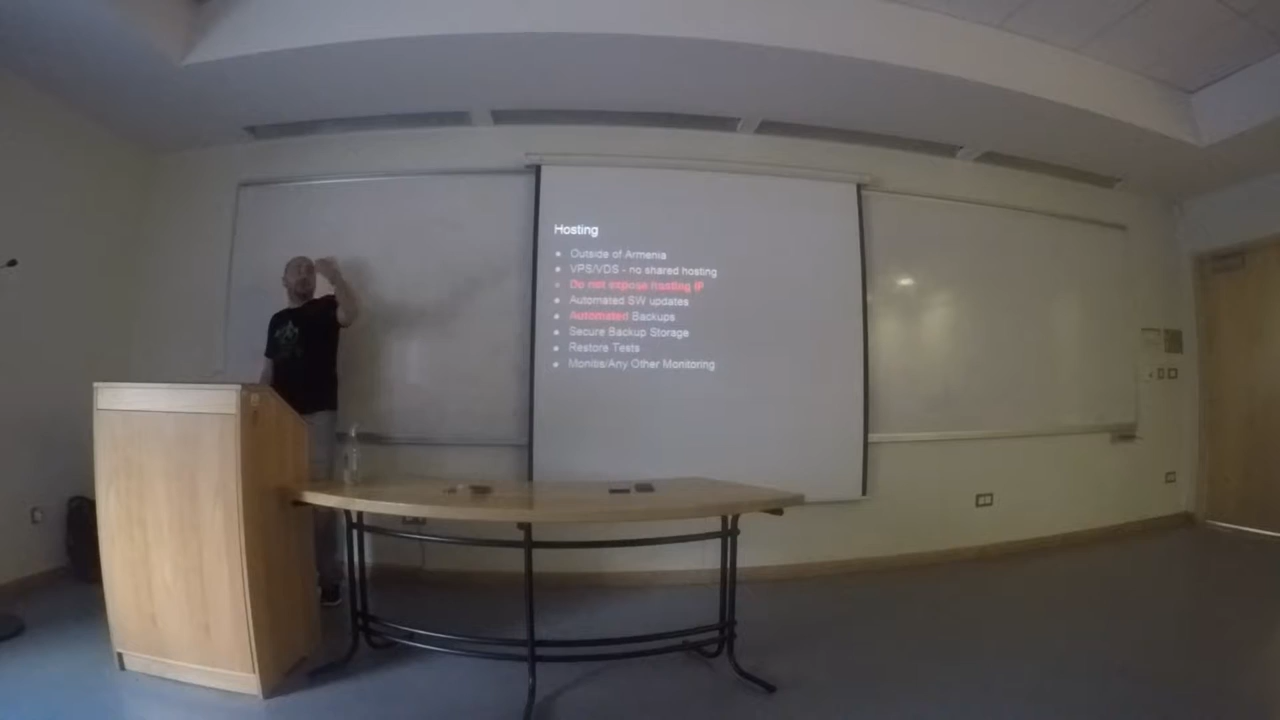 Hosting
Outside of Armenia
VPS/VDS - no shared hosting
Do not expose hosting IP
Automated SW updates
Automated Backups
Secure Backup Storage
Restore Tests
Monitis/Any Other Monitoring